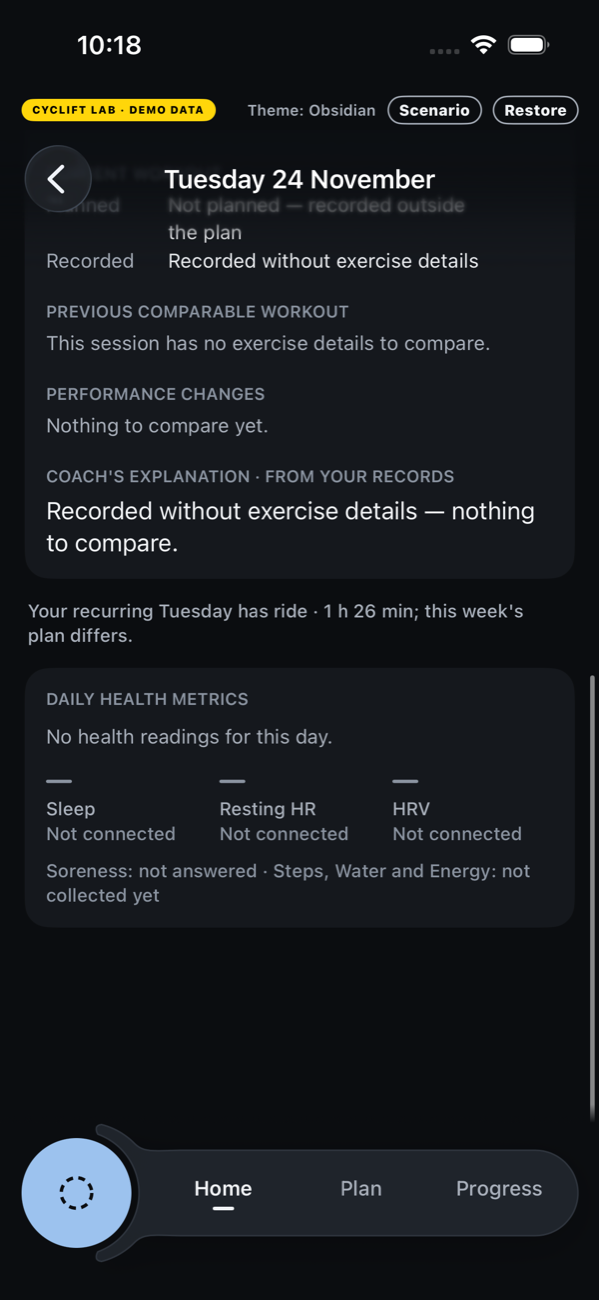 10:18
CYCLIFT LAB · DEMO DATA
Theme: Obsidian
Scenario
Restore
Tuesday 24 November
Not planned — recorded outside
the plan
Recorded
Recorded without exercise details
PREVIOUS COMPARABLE WORKOUT
This session has no exercise details to compare.
PERFORMANCE CHANGES
Nothing to compare yet.
COACH'S EXPLANATION · FROM YOUR RECORDS
Recorded without exercise details — nothing
to compare.
Your recurring Tuesday has ride · 1 h 26 min; this week's
plan differs.
DAILY HEALTH METRICS
No health readings for this day.
—
—
—
Sleep
Resting HR
HRV
Not connected
Not connected
Not connected
Soreness: not answered · Steps, Water and Energy: not
collected yet
Home
Plan
Progress